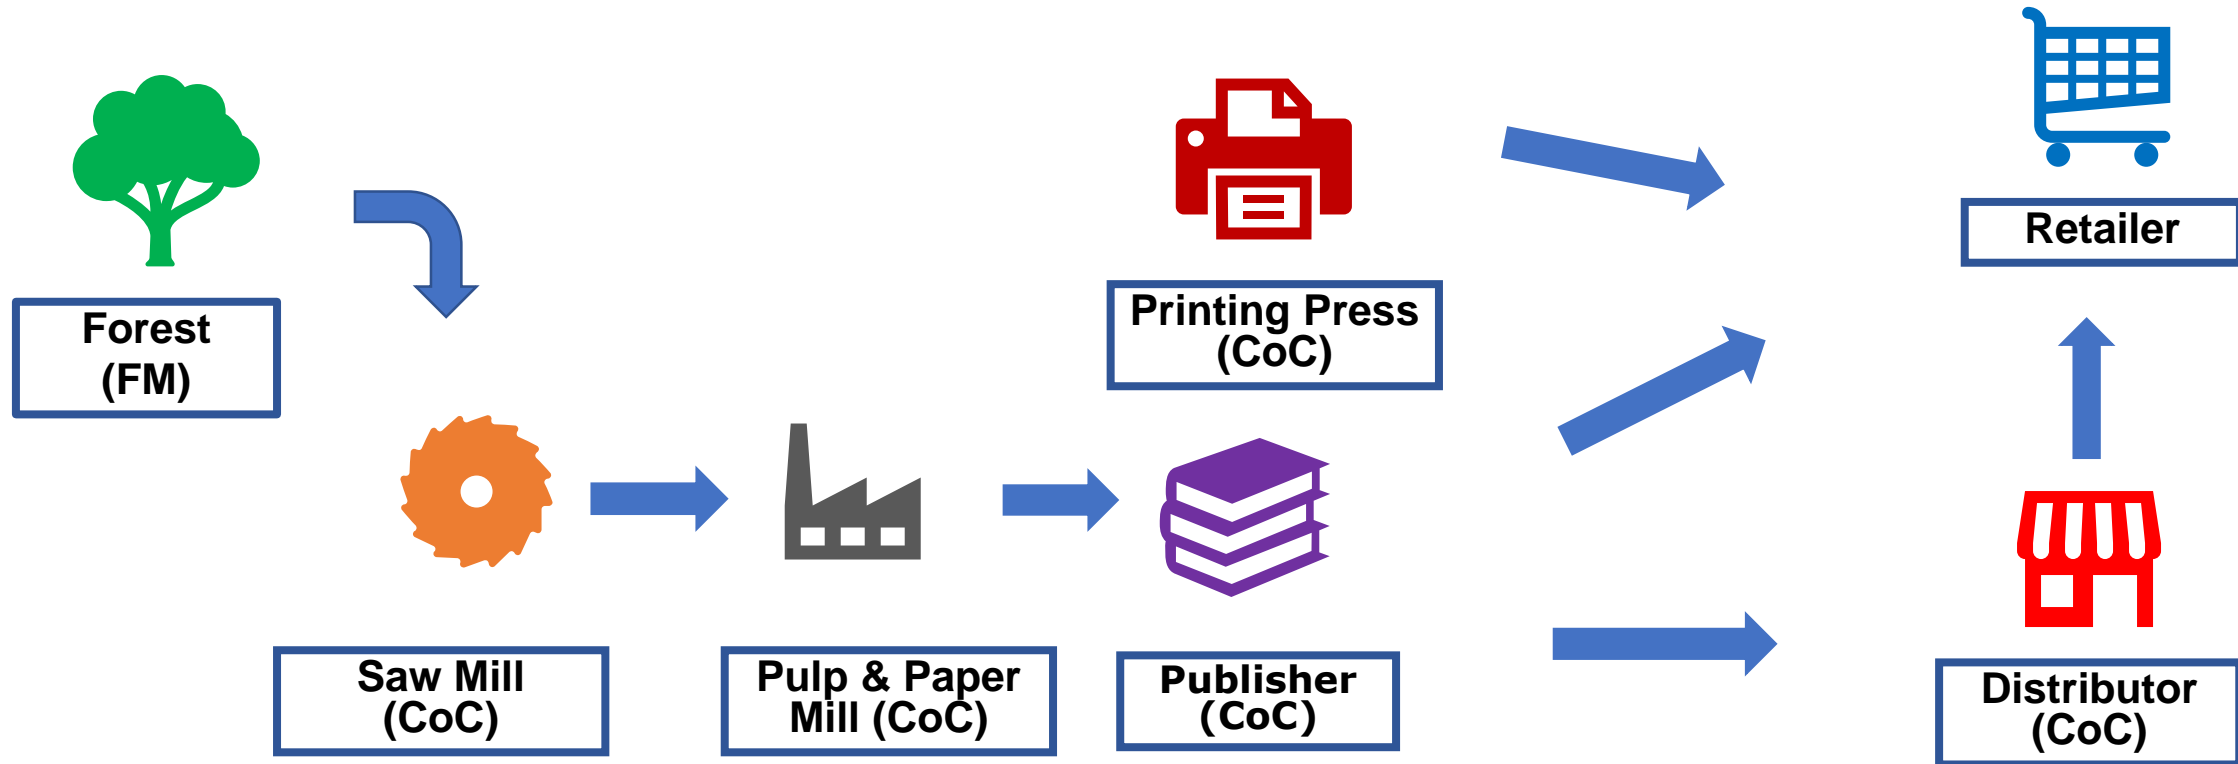 Forest
(FM)
Saw Mill
(CoC)
Pulp & Paper
Mill (CoC)
Printing Press
(CoC)
Publisher
(CoC)
Retailer
Distributor
(CoC)